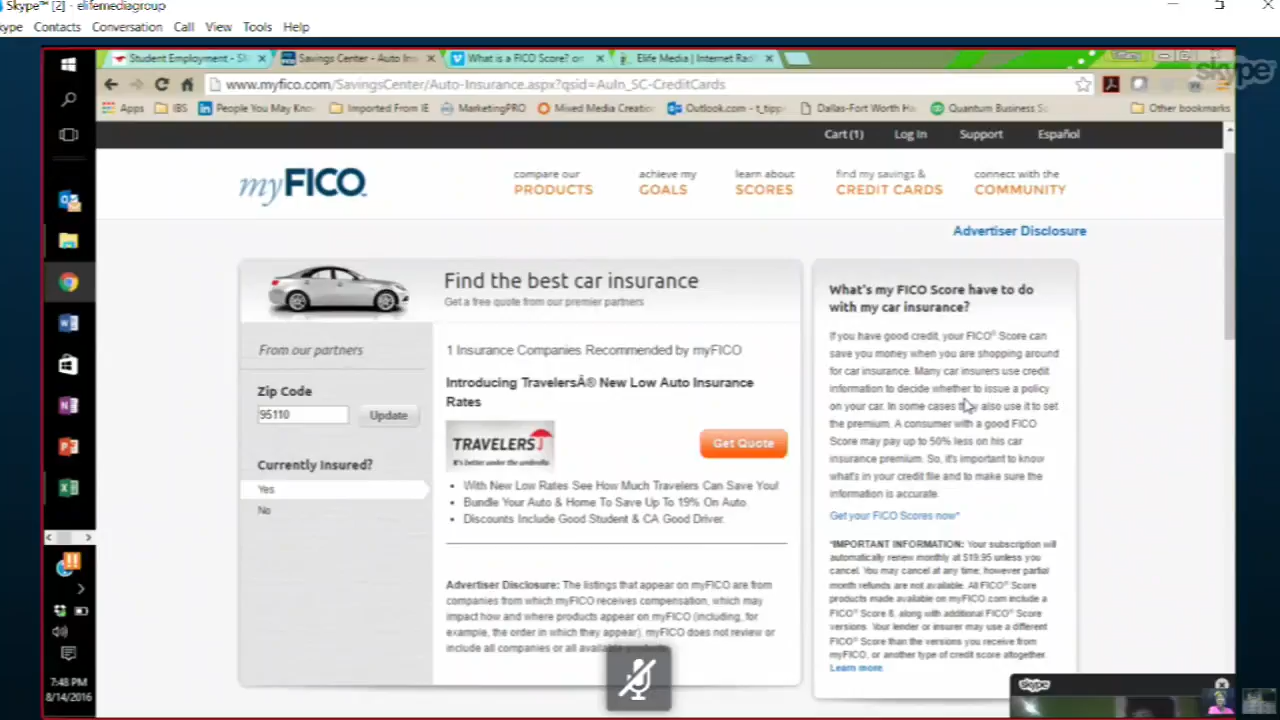 Skype™ [2] - elifemediagroup
kype Contacts Conversation Call View Tools Help
Student Employment - S
Savings Center - Auto In
What is a FICO Score? on
Elife Media | Internet Ra
www.myfico.com/SavingsCenter/Auto-Insurance.aspx?qsid=AuIn_SC-CreditCards
skype
Apps IBS People You May Kno Imported From IE MarketingPRO Mixed Media Creatio Outlook.com - t_tipp Dallas-Fort Worth Ha Quantum Business Sc Other bookmarks
Cart (1) Log In Support Español
myFICO
compare our PRODUCTS
achieve my GOALS
learn about SCORES
find my savings & CREDIT CARDS
connect with the COMMUNITY
Advertiser Disclosure
Find the best car insurance
Get a free quote from our premier partners
From our partners
Zip Code
95110 Update
Currently Insured?
Yes
No
1 Insurance Companies Recommended by myFICO
Introducing TravelersÂ® New Low Auto Insurance
Rates
TRAVELERS
It's better under the umbrella
Get Quote
• With New Low Rates See How Much Travelers Can Save You!
• Bundle Your Auto & Home To Save Up To 19% On Auto.
• Discounts Include Good Student & CA Good Driver.
Advertiser Disclosure: The listings that appear on myFICO are from
companies from which myFICO receives compensation, which may
impact how and where products appear on myFICO (including, for
example, the order in which they appear). myFICO does not review or
include all companies or all available
What's my FICO Score have to do
with my car insurance?
If you have good credit, your FICO® Score can
save you money when you are shopping around
for car insurance. Many car insurers use credit
information to decide whether to issue a policy
on your car. In some cases they also use it to set
the premium. A consumer with a good FICO
Score may pay up to 50% less on his car
insurance premium. So, it's important to know
what's in your credit file and to make sure the
information is accurate.
Get your FICO Scores now*
*IMPORTANT INFORMATION: Your subscription will
automatically renew monthly at $19.95 unless you
cancel. You may cancel at any time; however partial
month refunds are not available. All FICO® Score
products made available on myFICO.com include a
FICO® Score 8, along with additional FICO® Score
versions. Your lender or insurer may use a different
FICO® Score than the versions you receive from
myFICO, or another type of credit score altogether.
Learn more.
7:48 PM
8/14/2016
skype